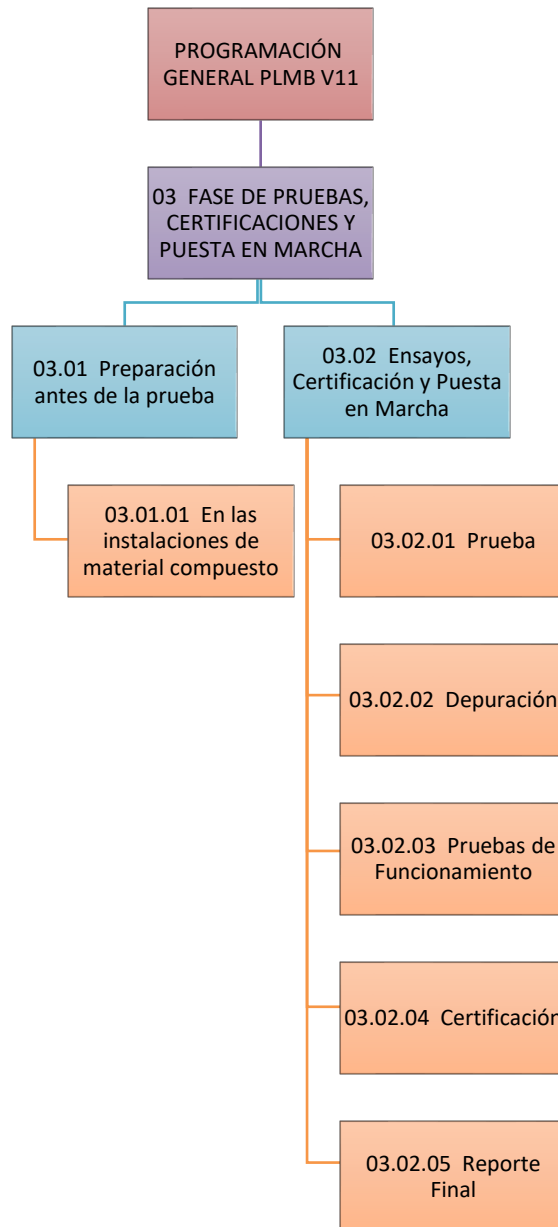 PROGRAMACIÓN
GENERAL PLMB V11
03 FASE DE PRUEBAS,
CERTIFICACIONES Y
PUESTA EN MARCHA
03.01 Preparación
antes de la prueba
03.02 Ensayos,
Certificación y Puesta
en Marcha
03.01.01 En las
instalaciones de
material compuesto
03.02.01 Prueba
03.02.02 Depuración
03.02.03 Pruebas de
Funcionamiento
03.02.04 Certificación
03.02.05 Reporte
Final